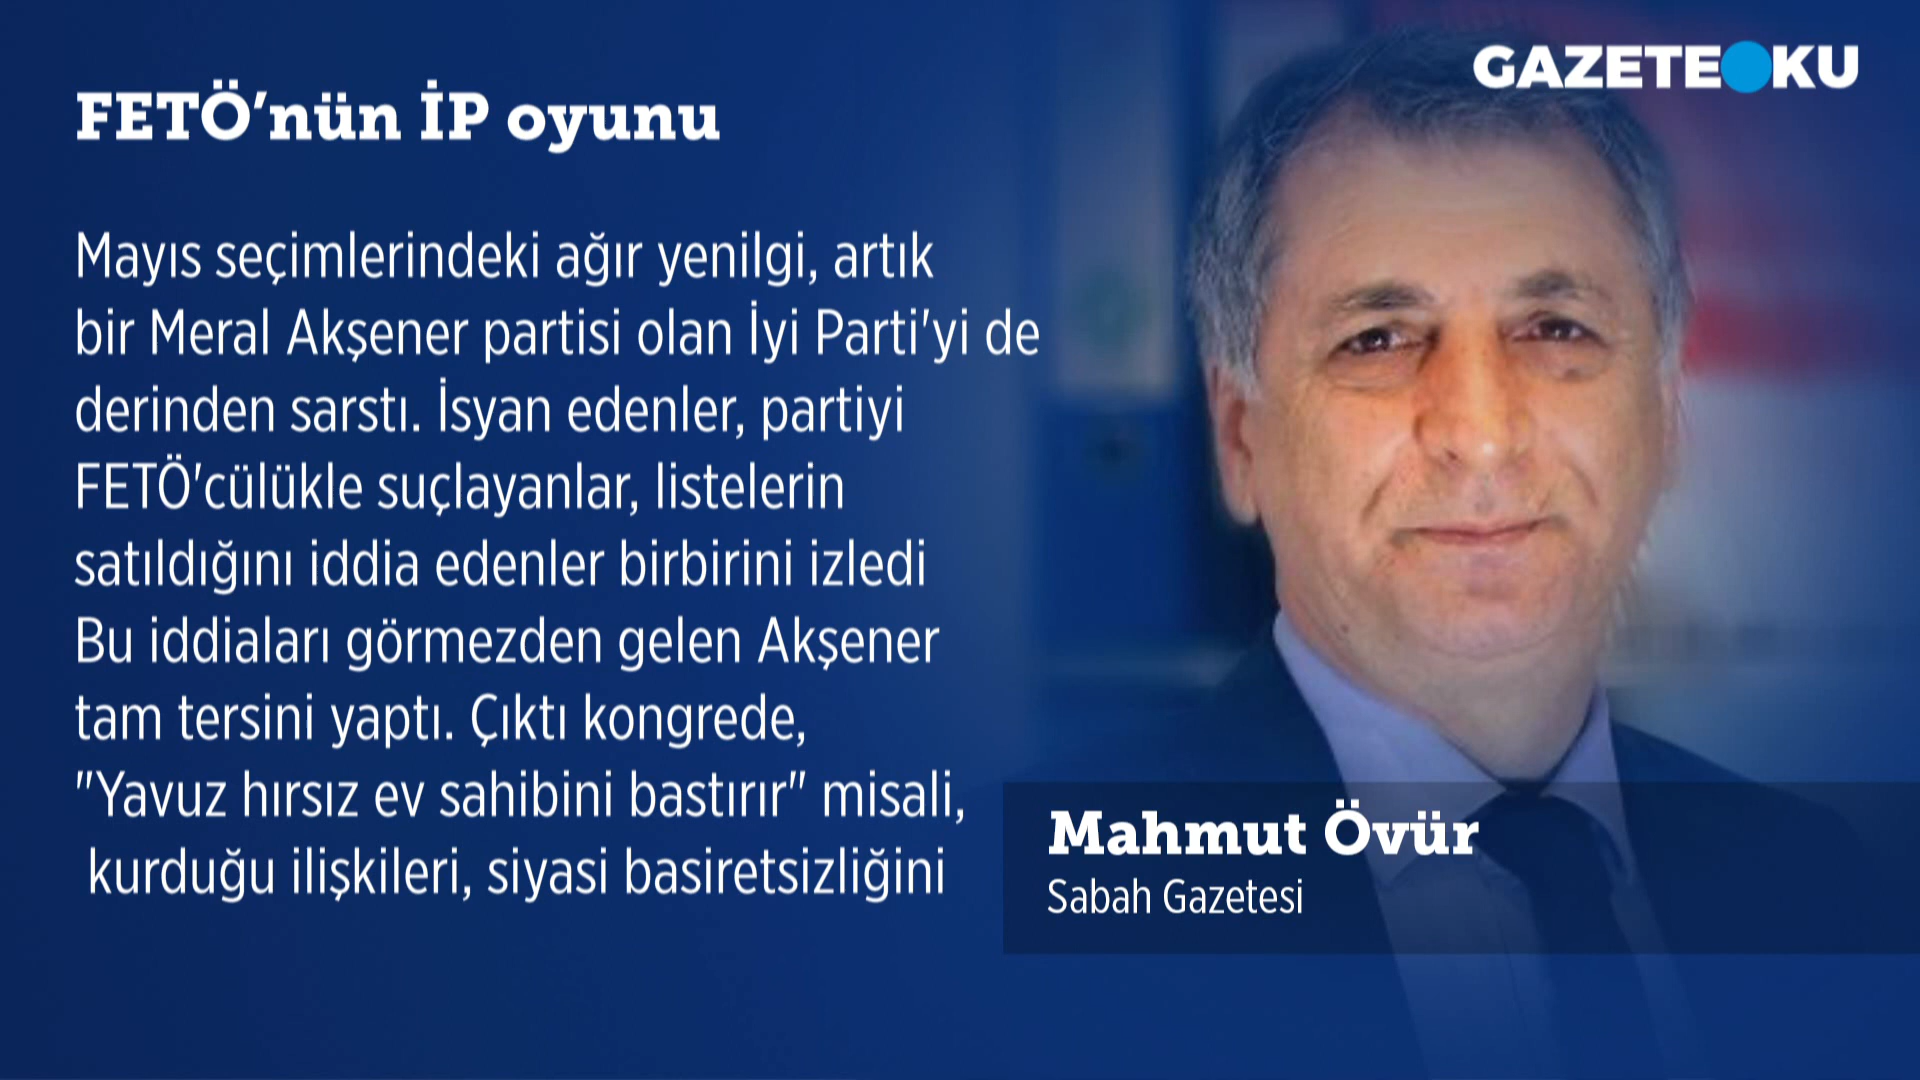 GAZETEOKU
FETÖ’nün İP oyunu
Mayıs seçimlerindeki ağır yenilgi, artık
bir Meral Akşener partisi olan İyi Parti'yi de
derinden sarstı. İsyan edenler, partiyi
FETÖ'cülükle suçlayanlar, listelerin
satıldığını iddia edenler birbirini izledi
Bu iddiaları görmezden gelen Akşener
tam tersini yaptı. Çıktı kongrede,
"Yavuz hırsız ev sahibini bastırır" misali,
kurduğu ilişkileri, siyasi basiretsizliğini
Mahmut Övür
Sabah Gazetesi